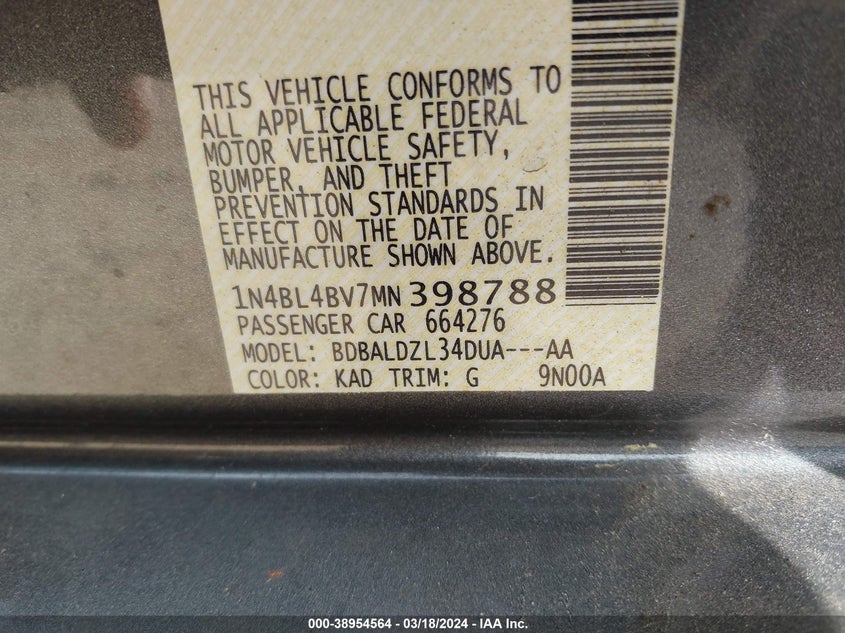 THIS VEHICLE CONFORMS TO
ALL APPLICABLE FEDERAL
MOTOR VEHICLE SAFETY,
BUMPER, AND THEFT
PREVENTION STANDARDS IN
EFFECT ON THE DATE OF
MANUFACTURE SHOWN ABOVE.
1N4BL4BV7MN398788
PASSENGER CAR 664276
MODEL: BDBALDZL34DUA---AA
COLOR: KAD TRIM: G 9N00A
000-38954564 - 03/18/2024 - IAA Inc.